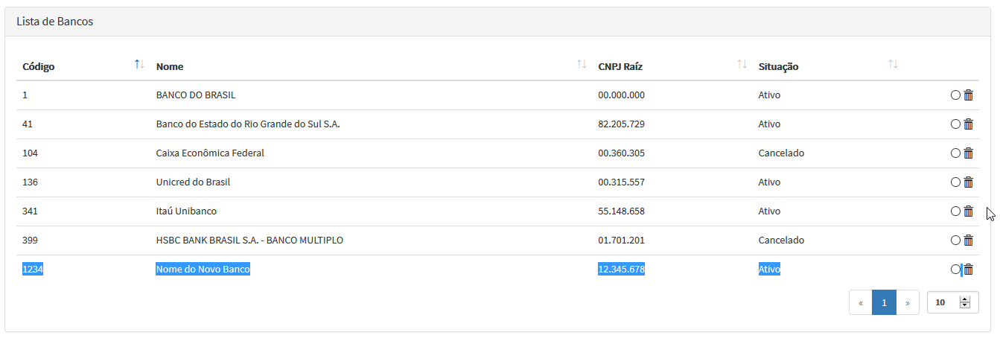 Lista de Bancos
Código Nome CNPJ Raíz Situação
1 BANCO DO BRASIL 00.000.000 Ativo
41 Banco do Estado do Rio Grande do Sul S.A. 82.205.729 Ativo
104 Caixa Econômica Federal 00.360.305 Cancelado
136 Unicred do Brasil 00.315.557 Ativo
341 Itaú Unibanco 55.148.658 Ativo
399 HSBC BANK BRASIL S.A. - BANCO MULTIPLO 01.701.201 Cancelado
1234 Nome do Novo Banco 12.345.678 Ativo
« 1 » 10